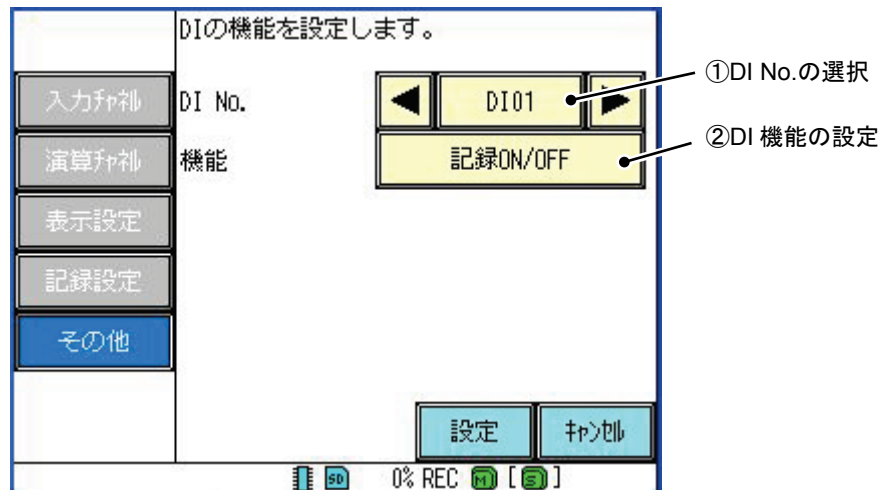 DIの機能を設定します。
①DI No.の選択
入力ﾁｬﾈﾙ DI No. ◀ DI01 ▶
②DI 機能の設定
演算ﾁｬﾈﾙ 機能 記録ON/OFF
表示設定
記録設定
その他
設定 ｷｬﾝｾﾙ
SD 0% REC M [S]